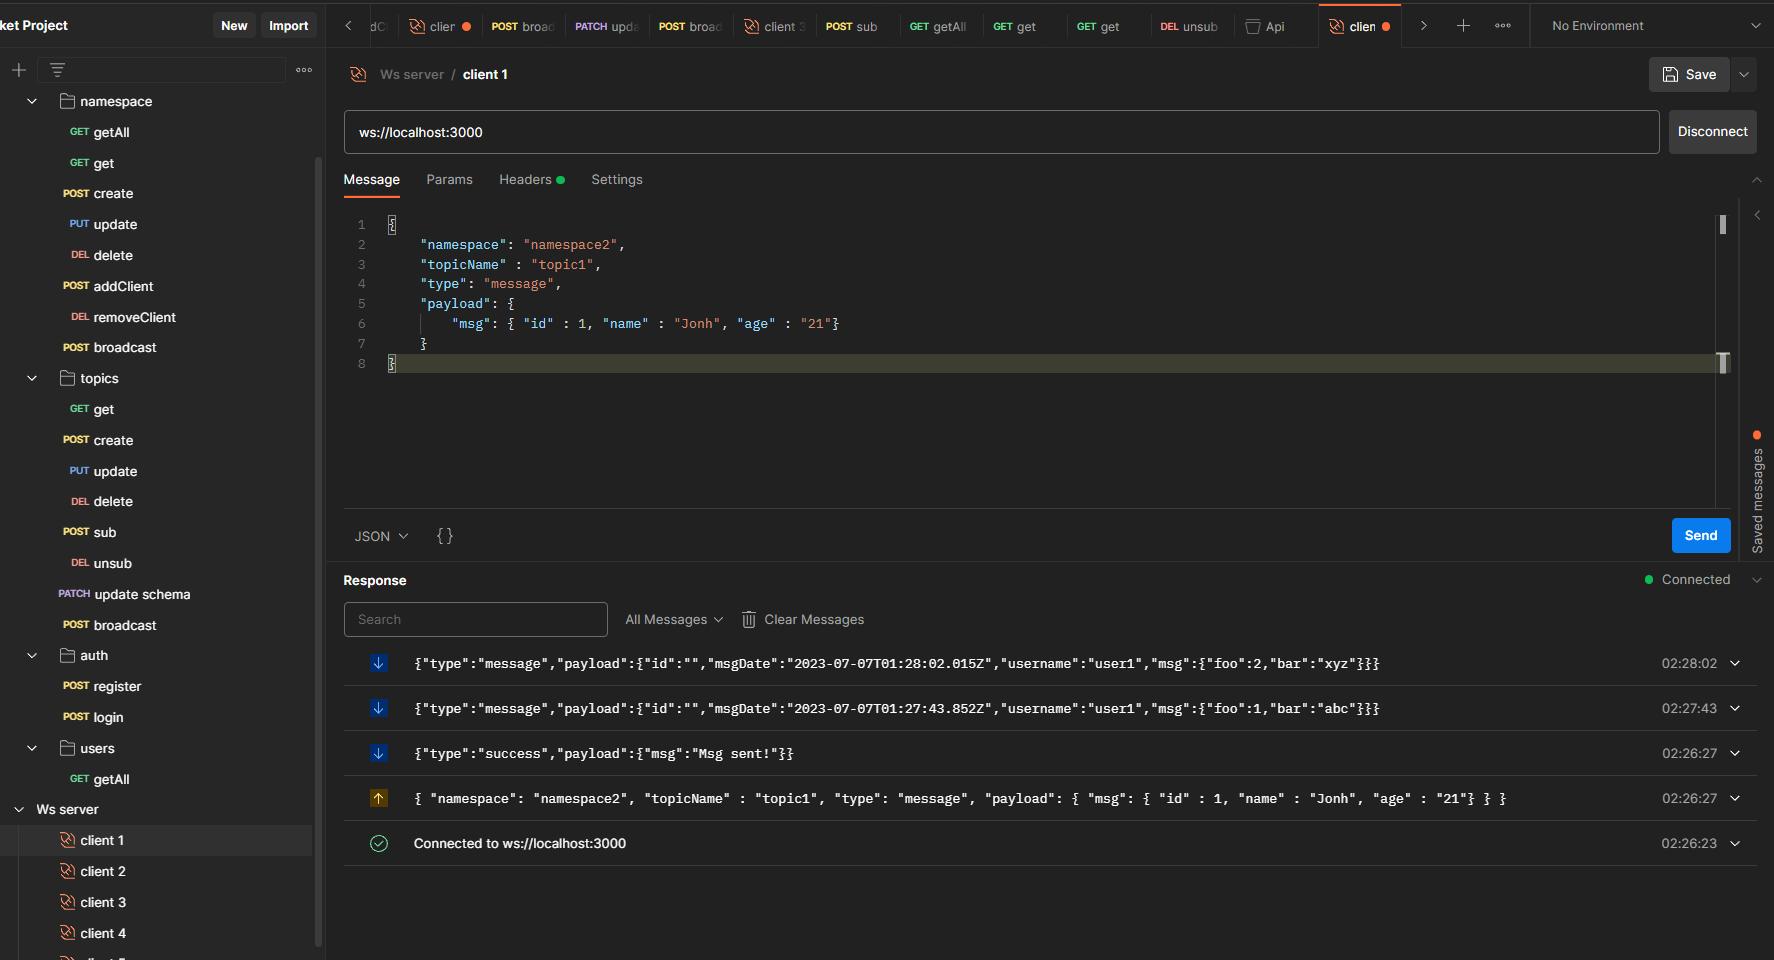 ket Project
New
Import
namespace
GET getAll
GET get
POST create
PUT update
DEL delete
POST addClient
DEL removeClient
POST broadcast
topics
GET get
POST create
PUT update
DEL delete
POST sub
DEL unsub
PATCH update schema
POST broadcast
auth
POST register
POST login
users
GET getAll
Ws server
client 1
client 2
client 3
client 4
clien
POST broad
PATCH upda
POST broad
client 3
POST sub
GET getAll
GET get
GET get
DEL unsub
Api
clien
No Environment
Ws server / client 1
Save
ws://localhost:3000
Disconnect
Message
Params
Headers
Settings
1 {
2 "namespace": "namespace2",
3 "topicName" : "topic1",
4 "type": "message",
5 "payload": {
6 "msg": { "id" : 1, "name" : "Jonh", "age" : "21"}
7 }
8 }
Saved messages
JSON
{}
Send
Response
Connected
Search
All Messages
Clear Messages
{"type":"message","payload":{"id":"","msgDate":"2023-07-07T01:28:02.015Z","username":"user1","msg":{"foo":2,"bar":"xyz"}}} 02:28:02
{"type":"message","payload":{"id":"","msgDate":"2023-07-07T01:27:43.852Z","username":"user1","msg":{"foo":1,"bar":"abc"}}} 02:27:43
{"type":"success","payload":{"msg":"Msg sent!"}} 02:26:27
{ "namespace": "namespace2", "topicName" : "topic1", "type": "message", "payload": { "msg": { "id" : 1, "name" : "Jonh", "age" : "21"} } } 02:26:27
Connected to ws://localhost:3000 02:26:23